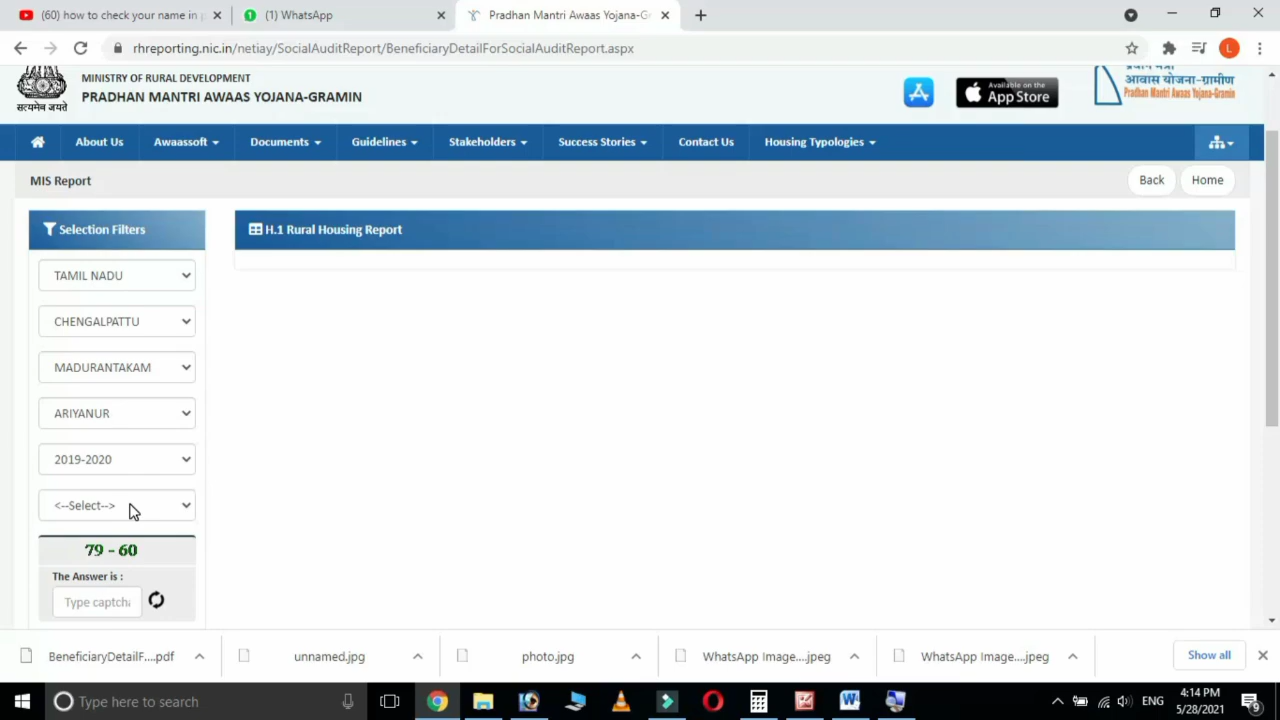 (60) how to check your name in p
(1) WhatsApp
Pradhan Mantri Awaas Yojana-G
rhreporting.nic.in/netiay/SocialAuditReport/BeneficiaryDetailForSocialAuditReport.aspx
L
सत्यमेव जयते
MINISTRY OF RURAL DEVELOPMENT
PRADHAN MANTRI AWAAS YOJANA-GRAMIN
Available on the
App Store
प्रधान मंत्री
आवास योजना-ग्रामीण
Pradhan Mantri Awaas Yojana-Gramin
About Us
Awaassoft
Documents
Guidelines
Stakeholders
Success Stories
Contact Us
Housing Typologies
MIS Report
Back
Home
Selection Filters
H.1 Rural Housing Report
TAMIL NADU
CHENGALPATTU
MADURANTAKAM
ARIYANUR
2019-2020
<--Select-->
79 - 60
The Answer is :
Type captcha
BeneficiaryDetailF....pdf
unnamed.jpg
photo.jpg
WhatsApp Image....jpeg
WhatsApp Image....jpeg
Show all
Type here to search
ENG
4:14 PM
5/28/2021
9